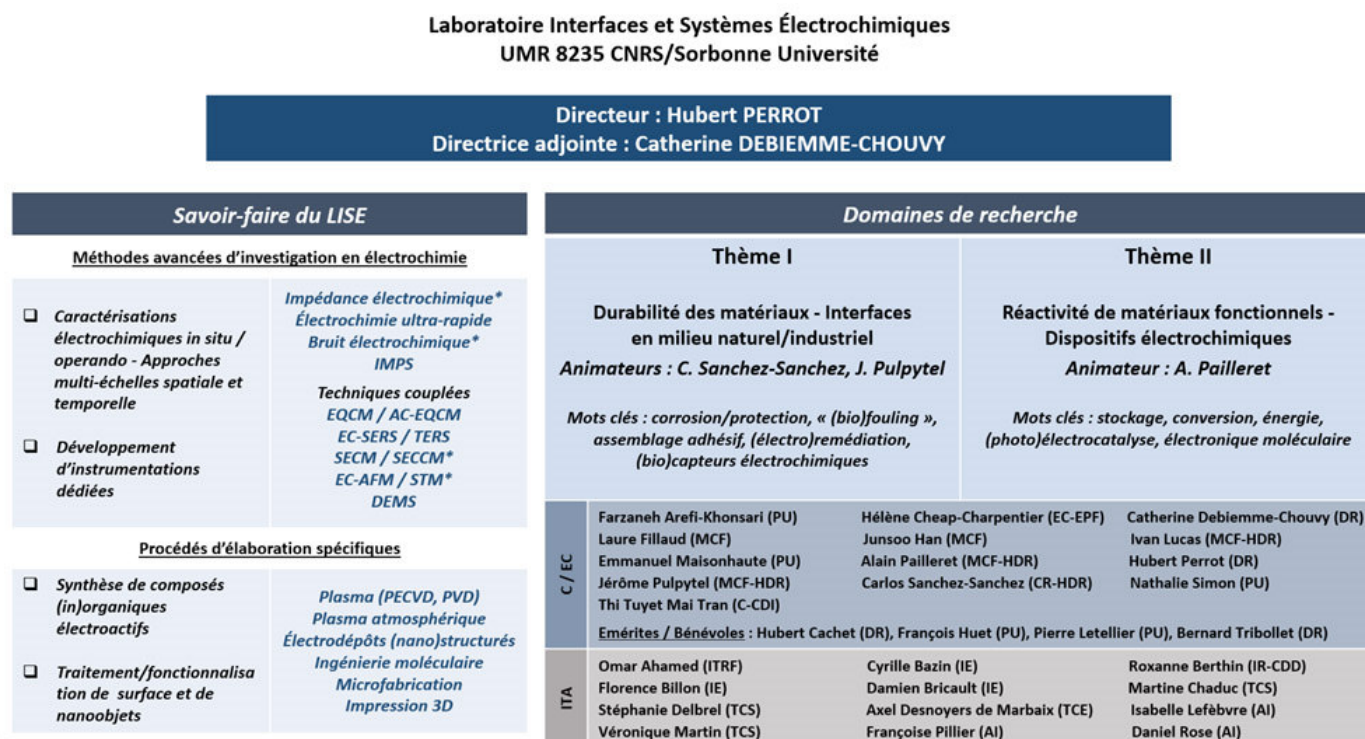 Laboratoire Interfaces et Systèmes Électrochimiques
UMR 8235 CNRS/Sorbonne Université
Directeur : Hubert PERROT
Directrice adjointe : Catherine DEBIEMME-CHOUVY
Savoir-faire du LISE
Méthodes avancées d'investigation en électrochimie
Caractérisations
électrochimiques in situ /
operando - Approches
multi-échelles spatiale et
temporelle
Développement
d'instrumentations
dédiées
Impédance électrochimique*
Électrochimie ultra-rapide
Bruit électrochimique*
IMPS
Techniques couplées
EQCM / AC-EQCM
EC-SERS / TERS
SECM / SECCM*
EC-AFM / STM*
DEMS
Procédés d'élaboration spécifiques
Synthèse de composés
(in)organiques
électroactifs
Traitement/fonctionnalisa
tion de surface et de
nanoobjets
Plasma (PECVD, PVD)
Plasma atmosphérique
Électrodépôts (nano)structurés
Ingénierie moléculaire
Microfabrication
Impression 3D
Domaines de recherche
Thème I
Durabilité des matériaux - Interfaces
en milieu naturel/industriel
Animateurs : C. Sanchez-Sanchez, J. Pulpytel
Mots clés : corrosion/protection, « (bio)fouling »,
assemblage adhésif, (électro)remédiation,
(bio)capteurs électrochimiques
Thème II
Réactivité de matériaux fonctionnels -
Dispositifs électrochimiques
Animateur : A. Pailleret
Mots clés : stockage, conversion, énergie,
(photo)électrocatalyse, électronique moléculaire
C / EC
Farzaneh Arefi-Khonsari (PU) Hélène Cheap-Charpentier (EC-EPF) Catherine Debiemme-Chouvy (DR)
Laure Fillaud (MCF) Junsoo Han (MCF) Ivan Lucas (MCF-HDR)
Emmanuel Maisonhaute (PU) Alain Pailleret (MCF-HDR) Hubert Perrot (DR)
Jérôme Pulpytel (MCF-HDR) Carlos Sanchez-Sanchez (CR-HDR) Nathalie Simon (PU)
Thi Tuyet Mai Tran (C-CDI)
Emérites / Bénévoles : Hubert Cachet (DR), François Huet (PU), Pierre Letellier (PU), Bernard Tribollet (DR)
ITA
Omar Ahamed (ITRF) Cyrille Bazin (IE) Roxanne Berthin (IR-CDD)
Florence Billon (IE) Damien Bricault (IE) Martine Chaduc (TCS)
Stéphanie Delbrel (TCS) Axel Desnoyers de Marbaix (TCE) Isabelle Lefèbvre (AI)
Véronique Martin (TCS) Françoise Pillier (AI) Daniel Rose (AI)